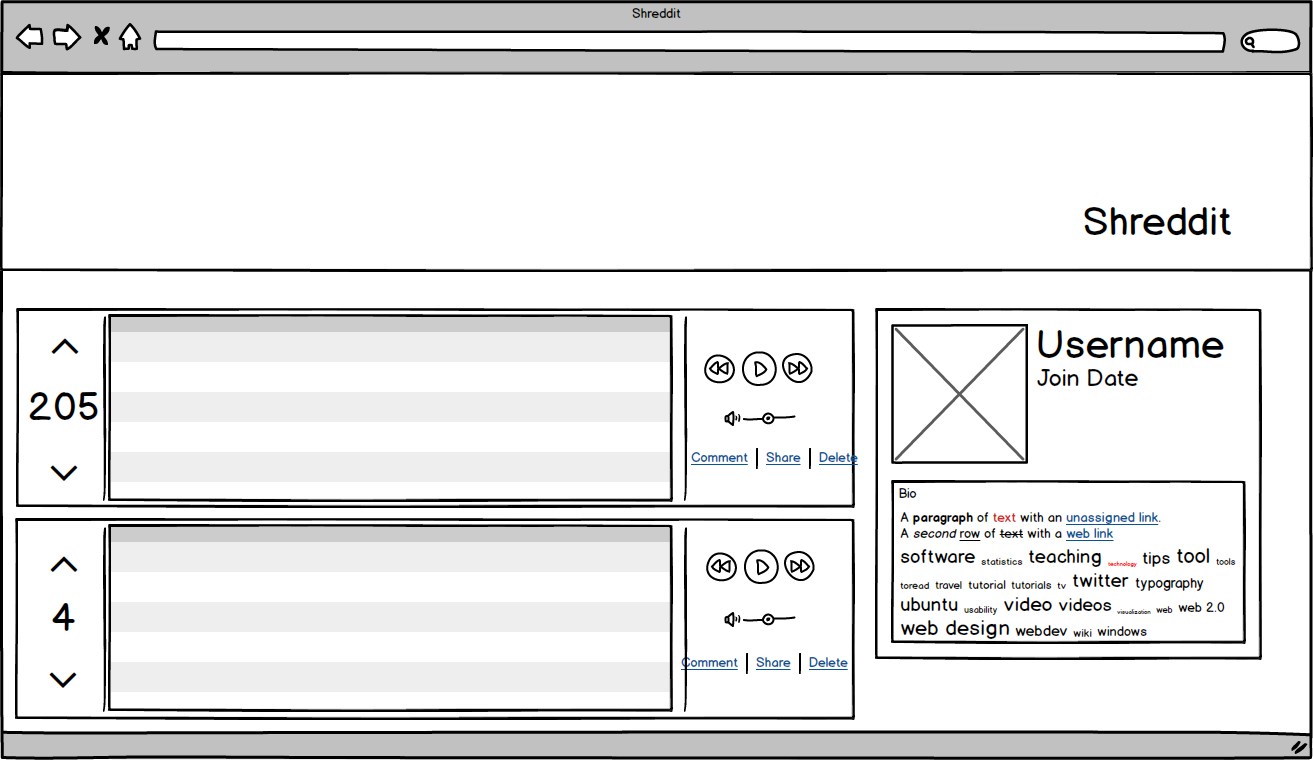 Shreddit
Shreddit
205
Comment | Share | Delete
4
Comment | Share | Delete
Username
Join Date
Bio
A paragraph of text with an unassigned link.
A second row of text with a web link
software statistics teaching technology tips tool tools
toread travel tutorial tutorials tv twitter typography
ubuntu usability video videos visualization web web 2.0
web design webdev wiki windows